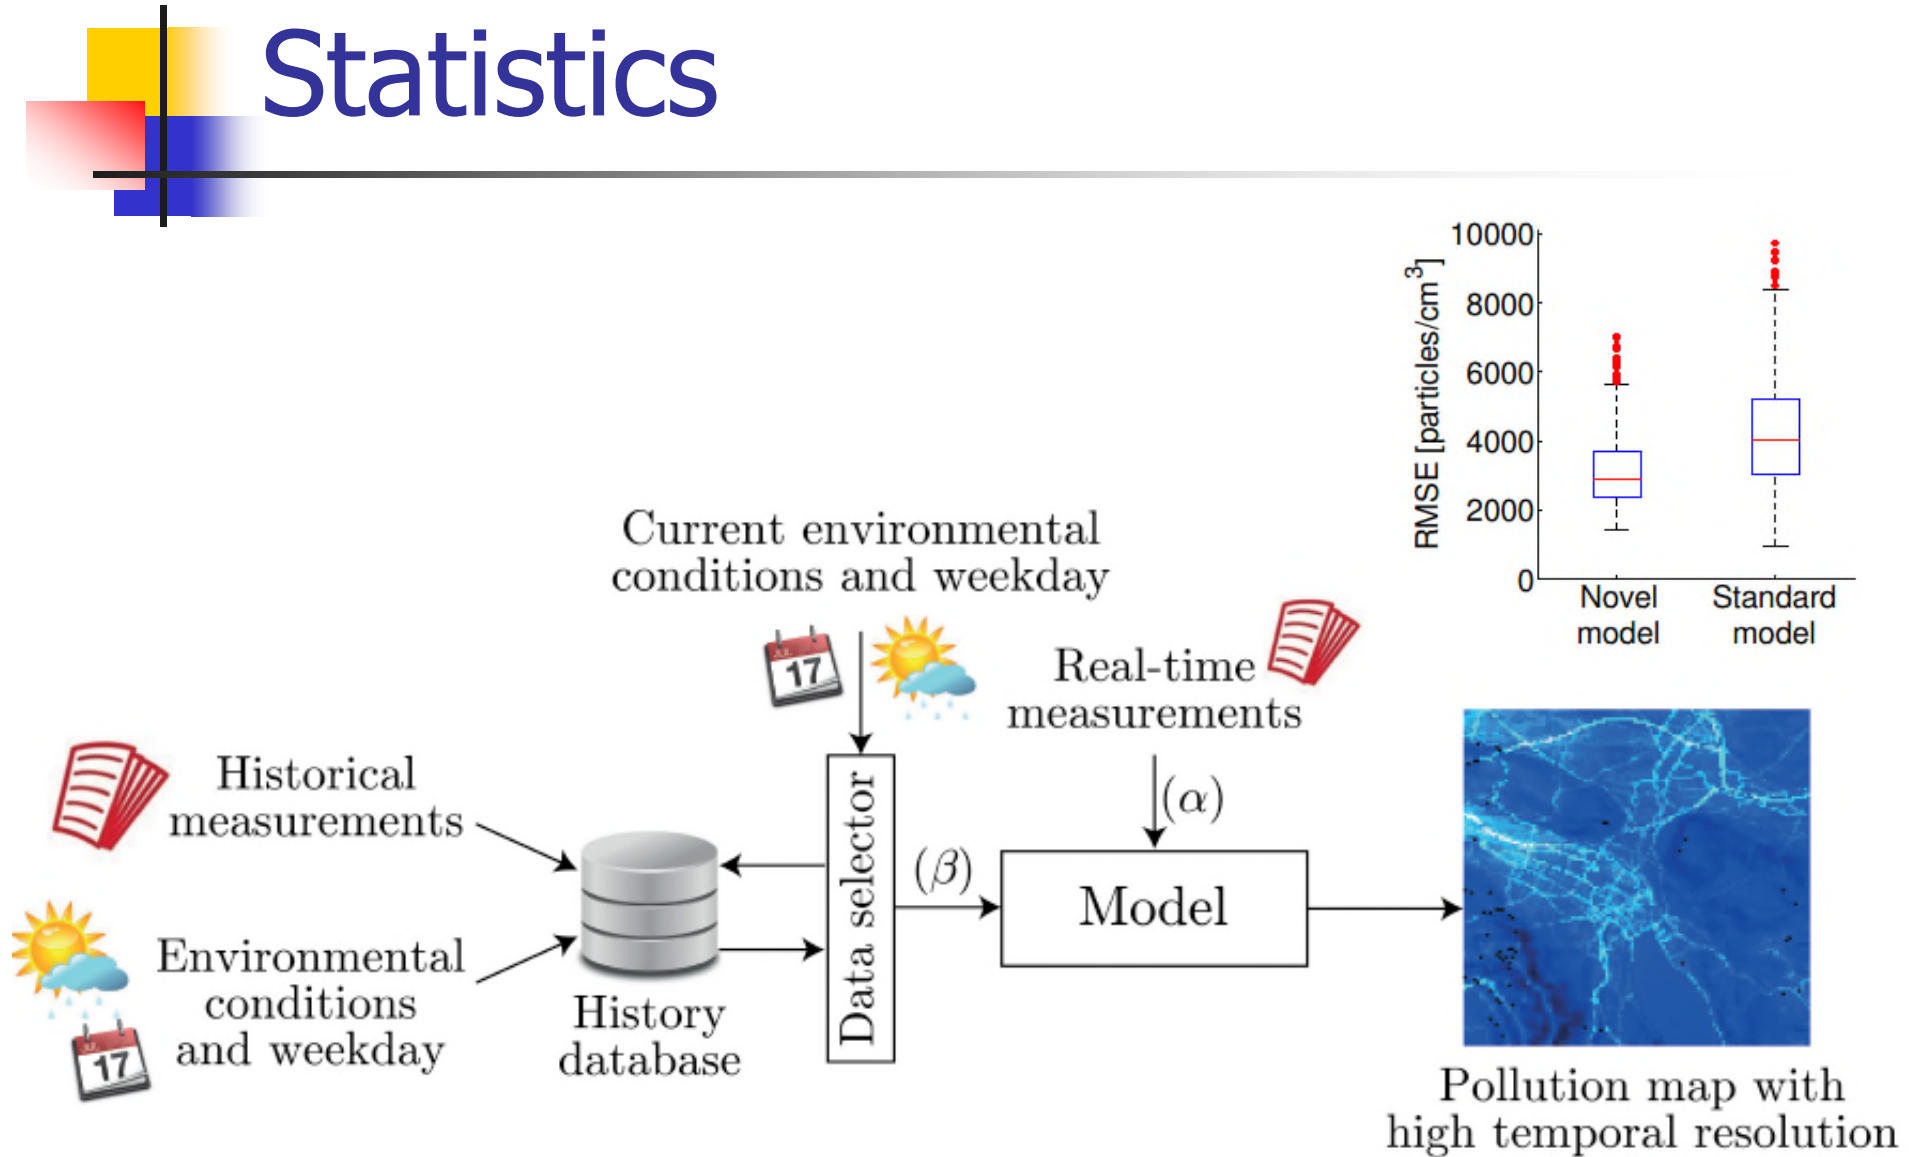 Statistics
10000
8000
6000
4000
2000
0
RMSE [particles/cm³]
Novel
model
Standard
model
Current environmental
conditions and weekday
17
Real-time
measurements
Historical
measurements
(α)
Data selector
(β)
Model
Environmental
conditions
and weekday
17
History
database
Pollution map with
high temporal resolution